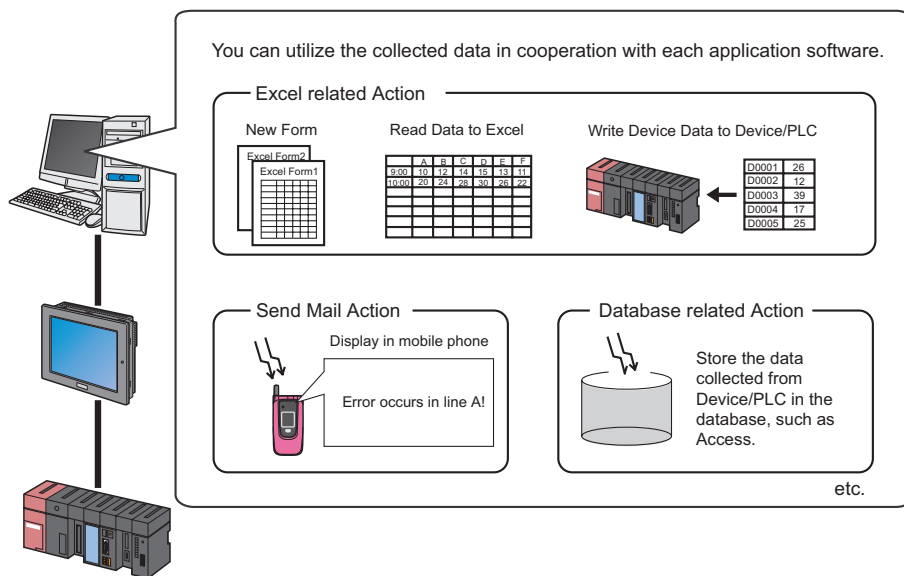 You can utilize the collected data in cooperation with each application software.
Excel related Action
New Form
Read Data to Excel
Write Device Data to Device/PLC
Excel Form2
Excel Form1
A B C D E F
9:00 10 12 14 15 13 11
10:00 20 24 28 30 26 22
D0001 26
D0002 12
D0003 39
D0004 17
D0005 25
Send Mail Action
Display in mobile phone
Error occurs in line A!
Database related Action
Store the data
collected from
Device/PLC in the
database, such as
Access.
etc.